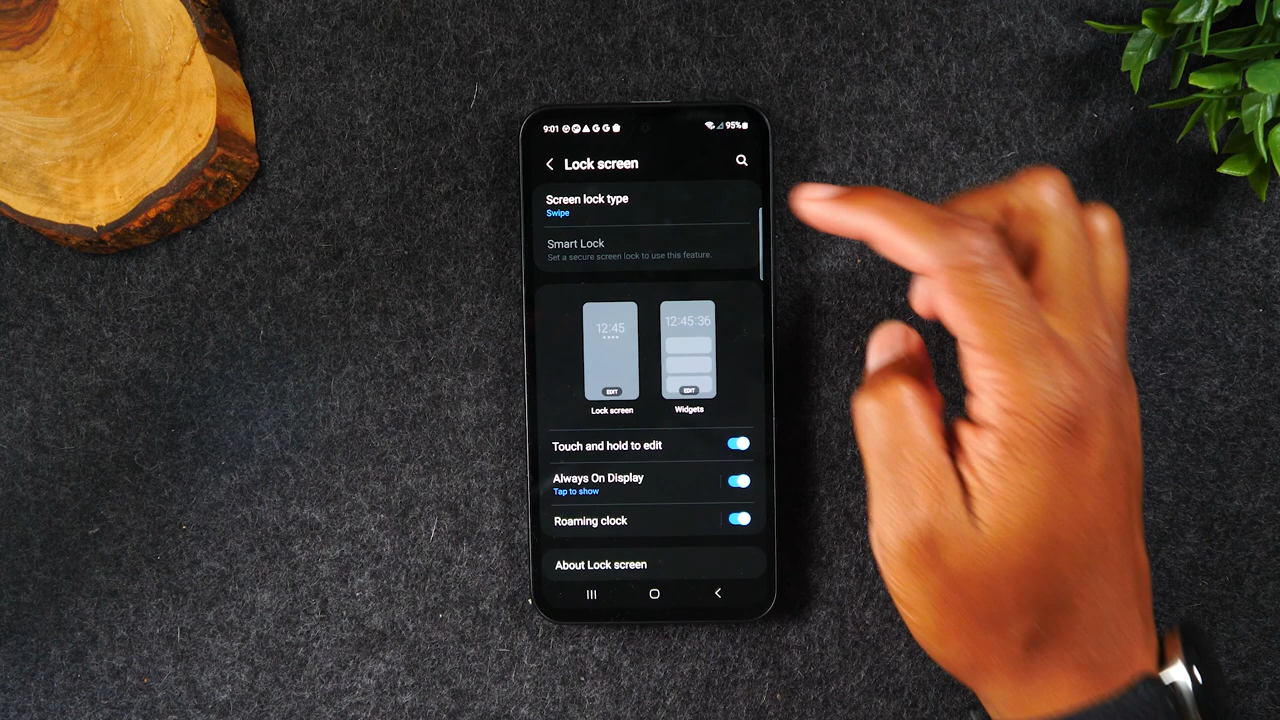 9:01
95%
Lock screen
Screen lock type
Swipe
Smart Lock
Set a secure screen lock to use this feature.
12:45
12:45:36
EDIT
EDIT
Lock screen
Widgets
Touch and hold to edit
Always On Display
Tap to show
Roaming clock
About Lock screen